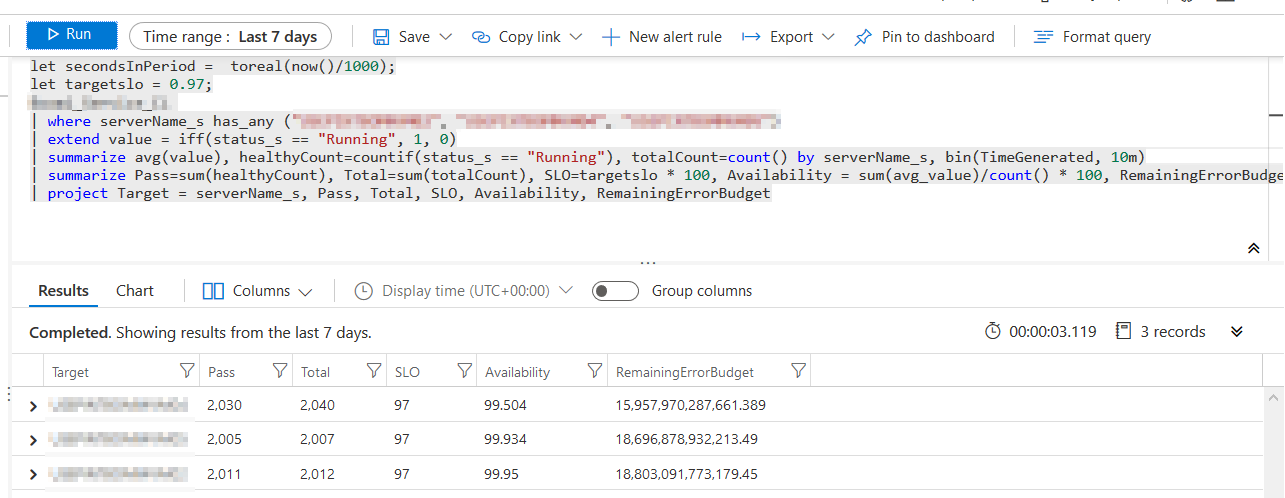 Run Time range : Last 7 days Save Copy link New alert rule Export Pin to dashboard Format query
let secondsInPeriod = toreal(now()/1000);
let targetslo = 0.97;
| where serverName_s has_any (
| extend value = iff(status_s == "Running", 1, 0)
| summarize avg(value), healthyCount=countif(status_s == "Running"), totalCount=count() by serverName_s, bin(TimeGenerated, 10m)
| summarize Pass=sum(healthyCount), Total=sum(totalCount), SLO=targetslo * 100, Availability = sum(avg_value)/count() * 100, RemainingErrorBudge
| project Target = serverName_s, Pass, Total, SLO, Availability, RemainingErrorBudget
Results Chart Columns Display time (UTC+00:00) Group columns
Completed. Showing results from the last 7 days. 00:00:03.119 3 records
Target Pass Total SLO Availability RemainingErrorBudget
2,030 2,040 97 99.504 15,957,970,287,661.389
2,005 2,007 97 99.934 18,696,878,932,213.49
2,011 2,012 97 99.95 18,803,091,773,179.45